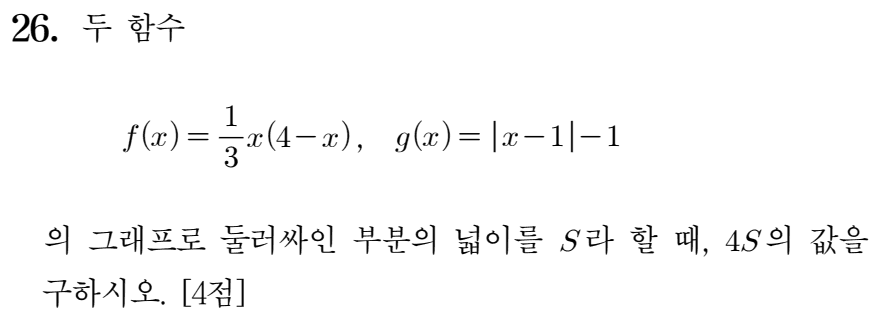 26. 두 함수
f(x) = \frac{1}{3}x(4-x), g(x) = |x-1|-1
의 그래프로 둘러싸인 부분의 넓이를 S라 할 때, 4S의 값을
구하시오. [4점]